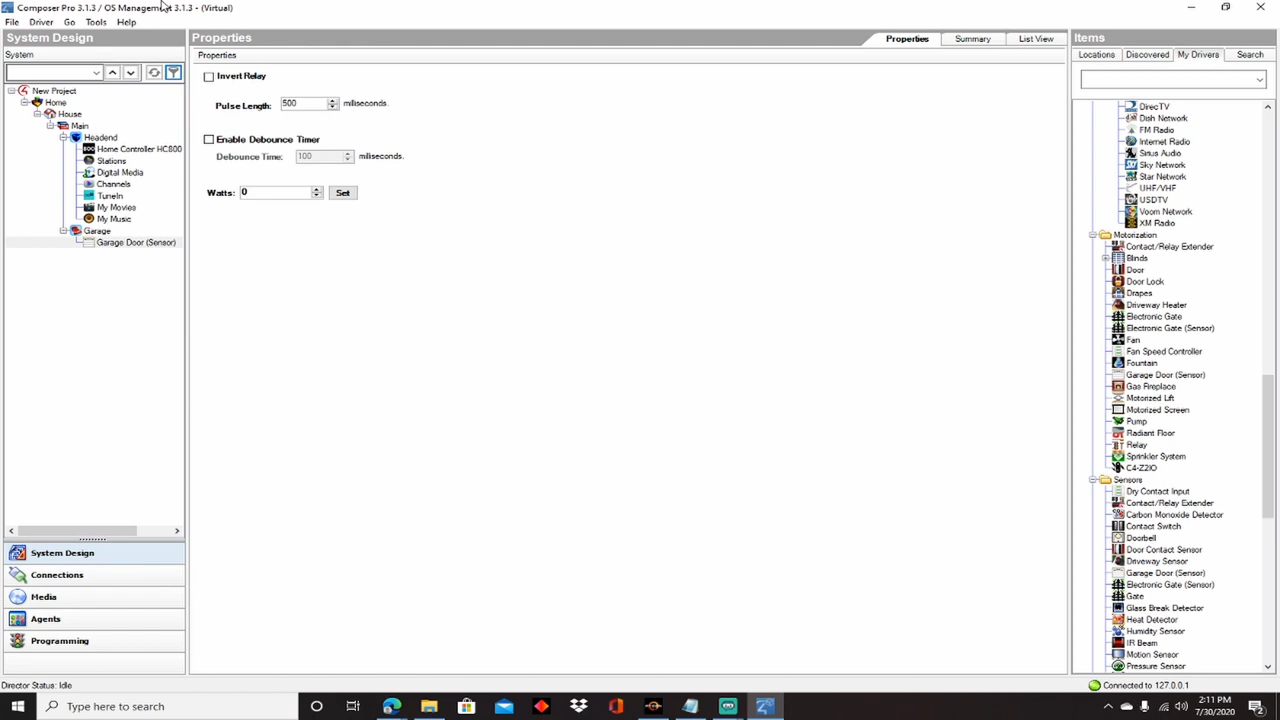 Composer Pro 3.1.3 / OS Management 3.1.3 - (Virtual)
File Driver Go Tools Help
System Design
System
New Project
Home
House
Main
Headend
Home Controller HC800
Stations
Digital Media
Channels
TuneIn
My Movies
My Music
Garage
Garage Door (Sensor)
System Design
Connections
Media
Agents
Programming
Director Status: Idle
Properties
Properties Summary List View
Properties
Invert Relay
Pulse Length: 500 miliseconds.
Enable Debounce Timer
Debounce Time: 100 miliseconds.
Watts: 0 Set
Items
Locations Discovered My Drivers Search
DirecTV
Dish Network
FM Radio
Internet Radio
Sirius Audio
Sky Network
Star Network
UHF/VHF
USDTV
Voom Network
XM Radio
Motorization
Contact/Relay Extender
Blinds
Door
Door Lock
Drapes
Driveway Heater
Electronic Gate
Electronic Gate (Sensor)
Fan
Fan Speed Controller
Fountain
Garage Door (Sensor)
Gas Fireplace
Motorized Lift
Motorized Screen
Pump
Radiant Floor
Relay
Sprinkler System
C4-Z2IO
Sensors
Dry Contact Input
Contact/Relay Extender
Carbon Monoxide Detector
Contact Switch
Doorbell
Door Contact Sensor
Driveway Sensor
Garage Door (Sensor)
Electronic Gate (Sensor)
Gate
Glass Break Detector
Heat Detector
Humidity Sensor
IR Beam
Motion Sensor
Pressure Sensor
Connected to 127.0.0.1
Type here to search
2:11 PM
7/30/2020